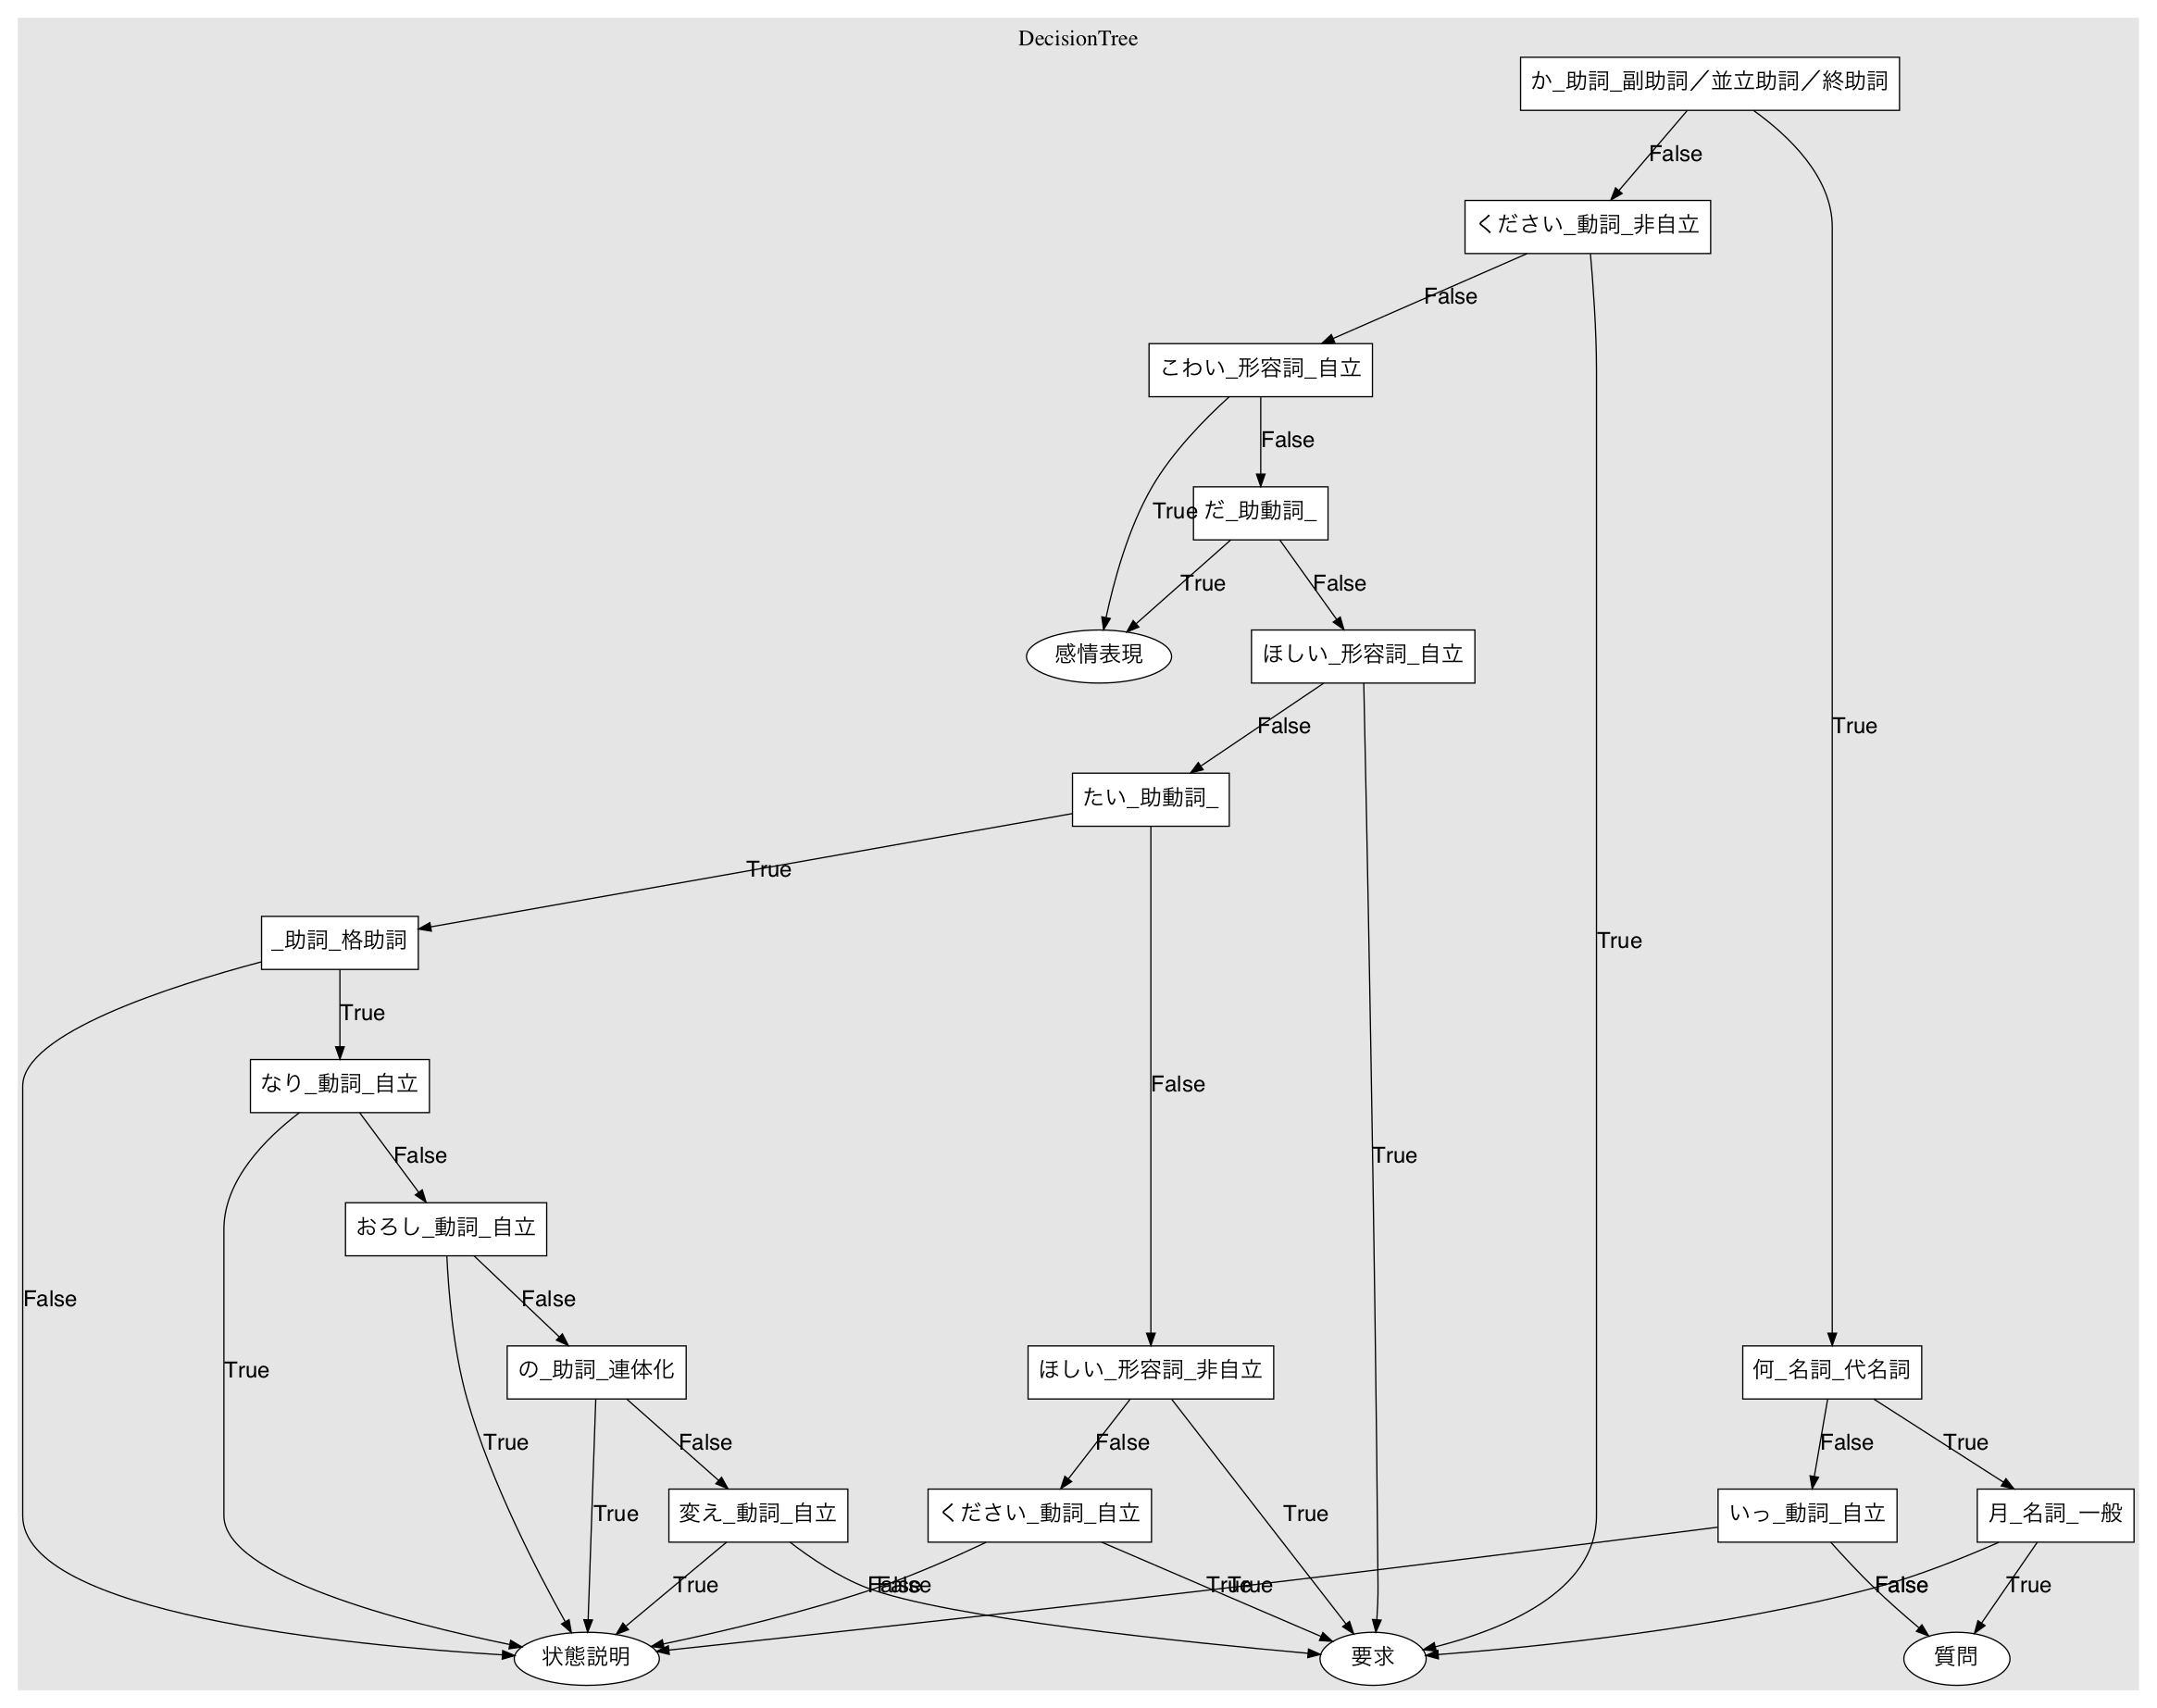 DecisionTree
か_助詞_副助詞／並立助詞／終助詞
False
ください_動詞_非自立
False
こわい_形容詞_自立
False
True
だ_助動詞_
True
False
感情表現
ほしい_形容詞_自立
False
True
たい_助動詞_
True
_助詞_格助詞
True
True
なり_動詞_自立
False
False
True
おろし_動詞_自立
False
False
True
の_助詞_連体化
ほしい_形容詞_非自立
何_名詞_代名詞
True
False
False
False
True
True
True
変え_動詞_自立
ください_動詞_自立
いっ_動詞_自立
月_名詞_一般
True
False
False
True
True
False
False
True
状態説明
要求
質問